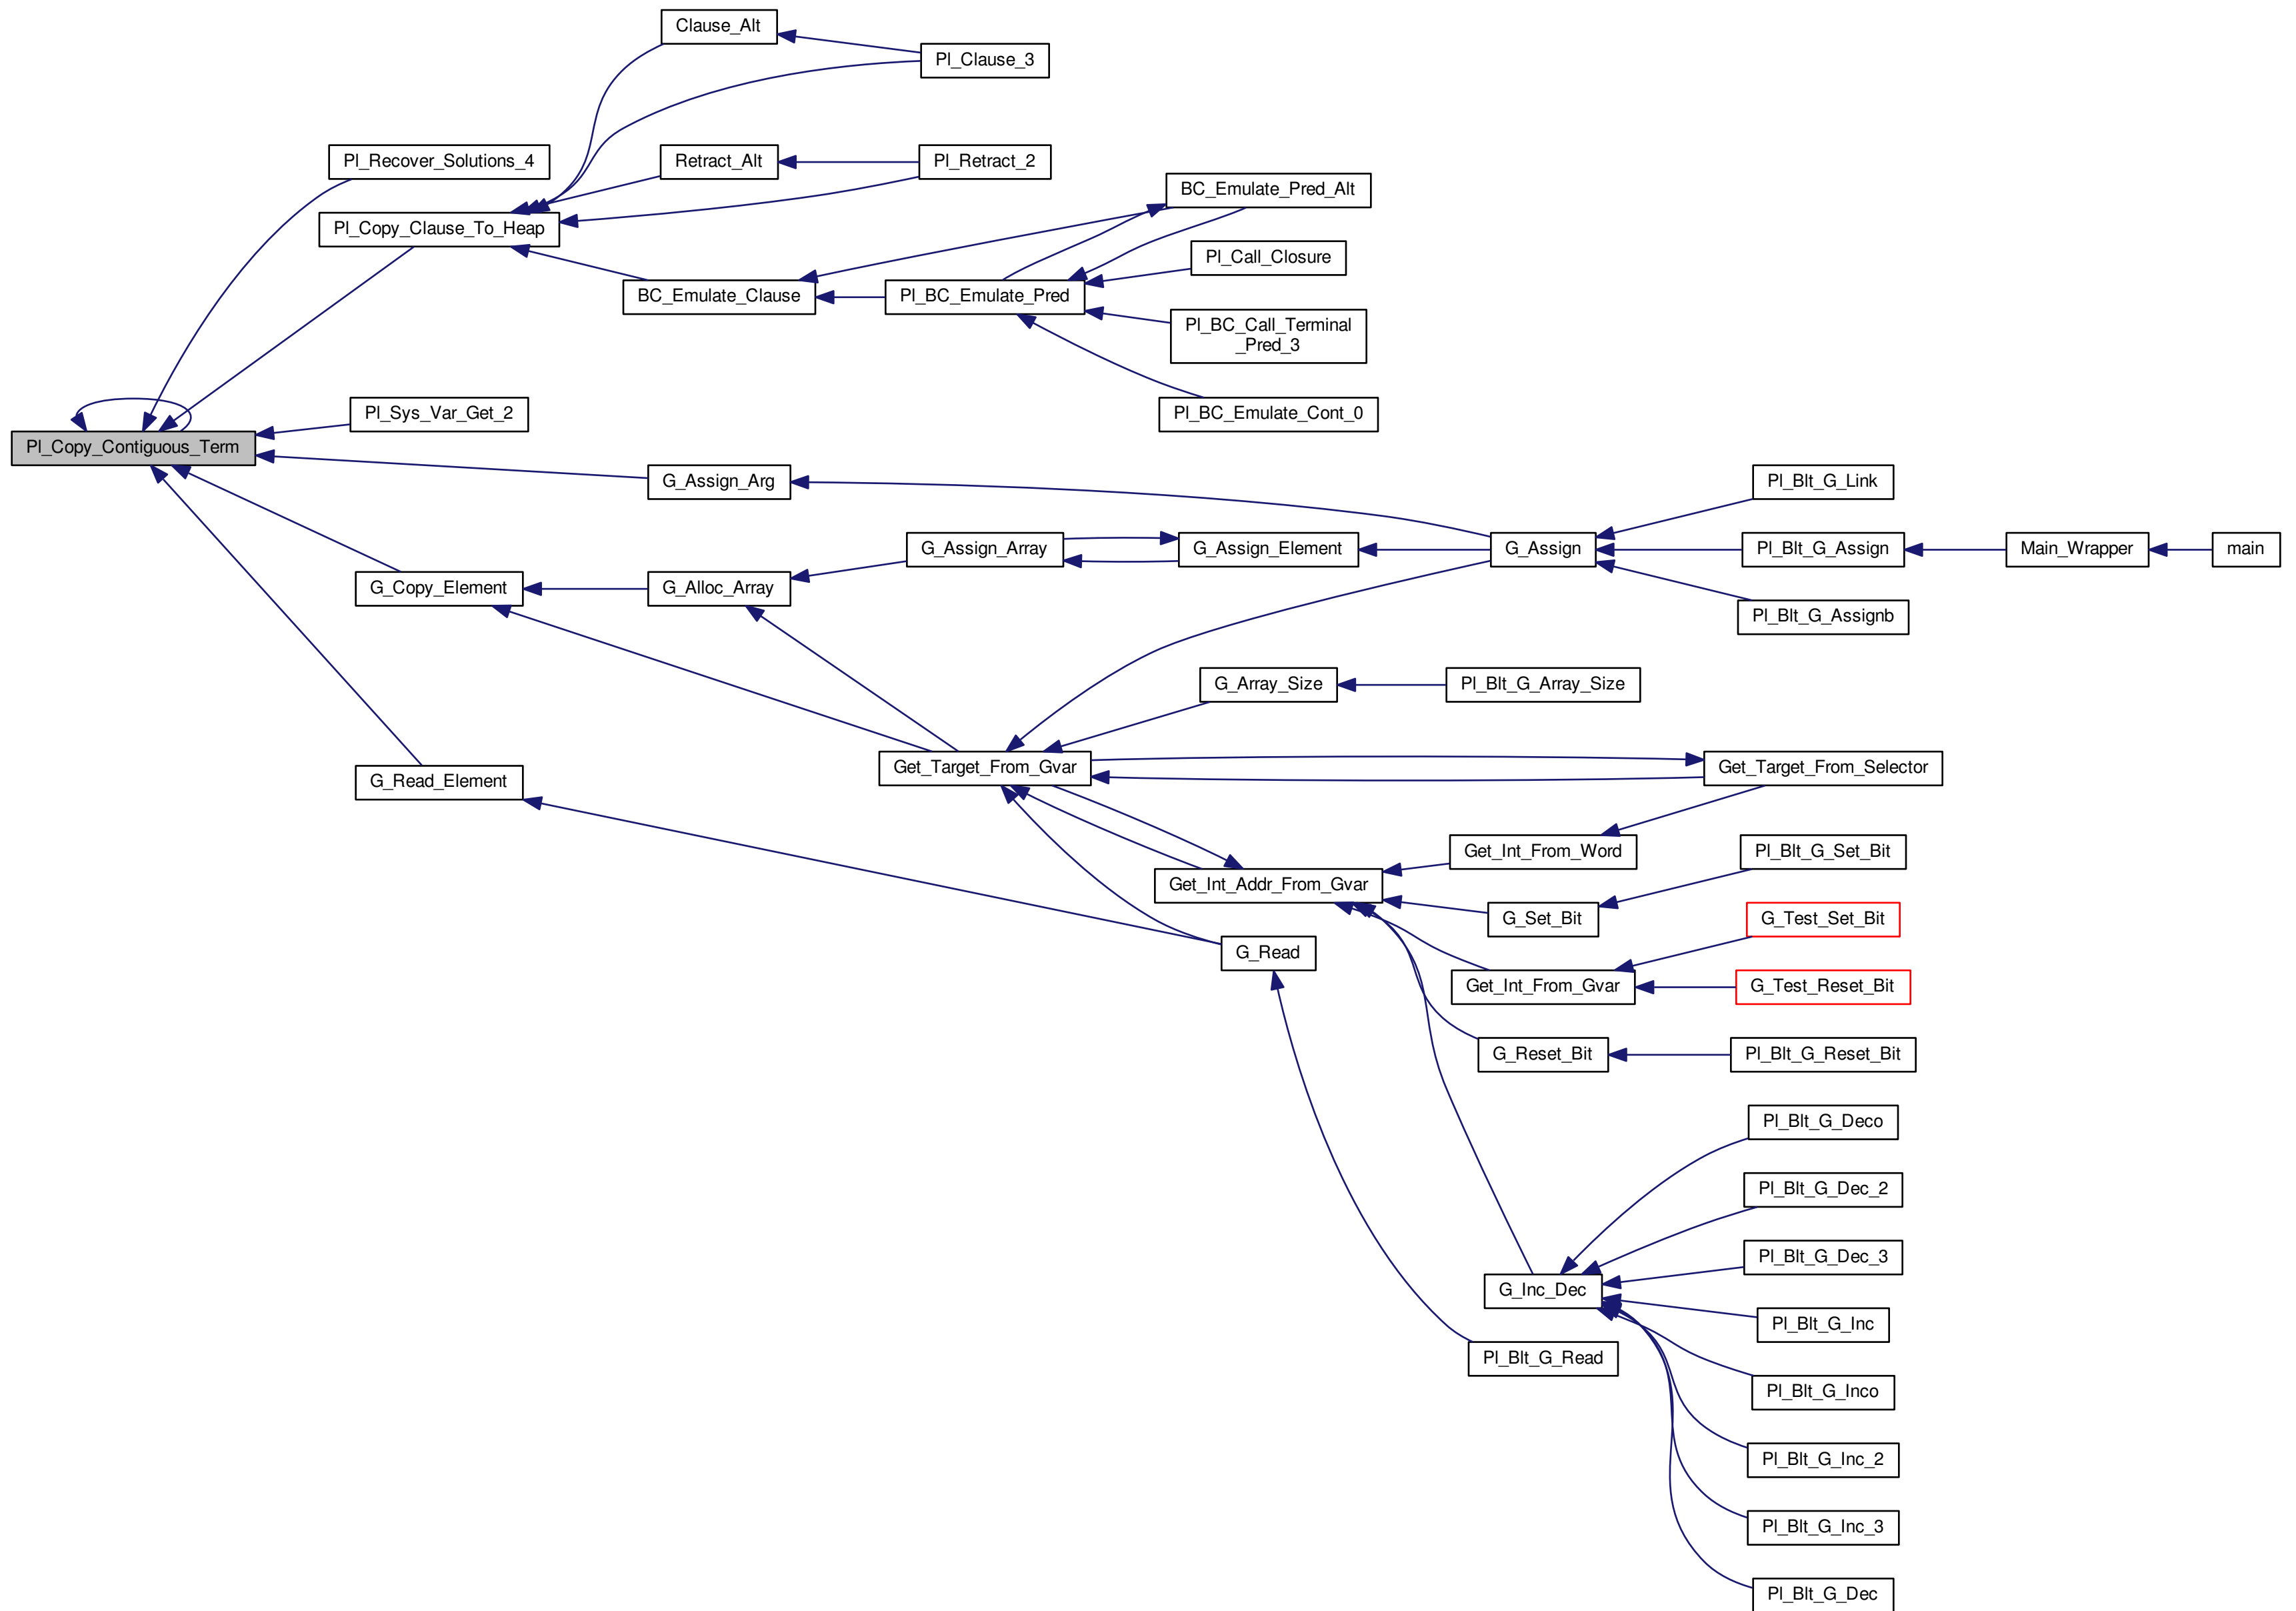 Clause_Alt
Pl_Clause_3
Pl_Recover_Solutions_4
Retract_Alt
Pl_Retract_2
BC_Emulate_Pred_Alt
Pl_Copy_Clause_To_Heap
Pl_Call_Closure
BC_Emulate_Clause
Pl_BC_Emulate_Pred
Pl_BC_Call_Terminal
_Pred_3
Pl_Sys_Var_Get_2
Pl_BC_Emulate_Cont_0
Pl_Copy_Contiguous_Term
G_Assign_Arg
Pl_Blt_G_Link
G_Assign_Array
G_Assign_Element
G_Assign
Pl_Blt_G_Assign
Main_Wrapper
main
G_Copy_Element
G_Alloc_Array
Pl_Blt_G_Assignb
G_Array_Size
Pl_Blt_G_Array_Size
Get_Target_From_Gvar
Get_Target_From_Selector
G_Read_Element
Get_Int_From_Word
Pl_Blt_G_Set_Bit
Get_Int_Addr_From_Gvar
G_Set_Bit
G_Test_Set_Bit
G_Read
Get_Int_From_Gvar
G_Test_Reset_Bit
G_Reset_Bit
Pl_Blt_G_Reset_Bit
Pl_Blt_G_Deco
Pl_Blt_G_Dec_2
Pl_Blt_G_Dec_3
G_Inc_Dec
Pl_Blt_G_Inc
Pl_Blt_G_Read
Pl_Blt_G_Inco
Pl_Blt_G_Inc_2
Pl_Blt_G_Inc_3
Pl_Blt_G_Dec